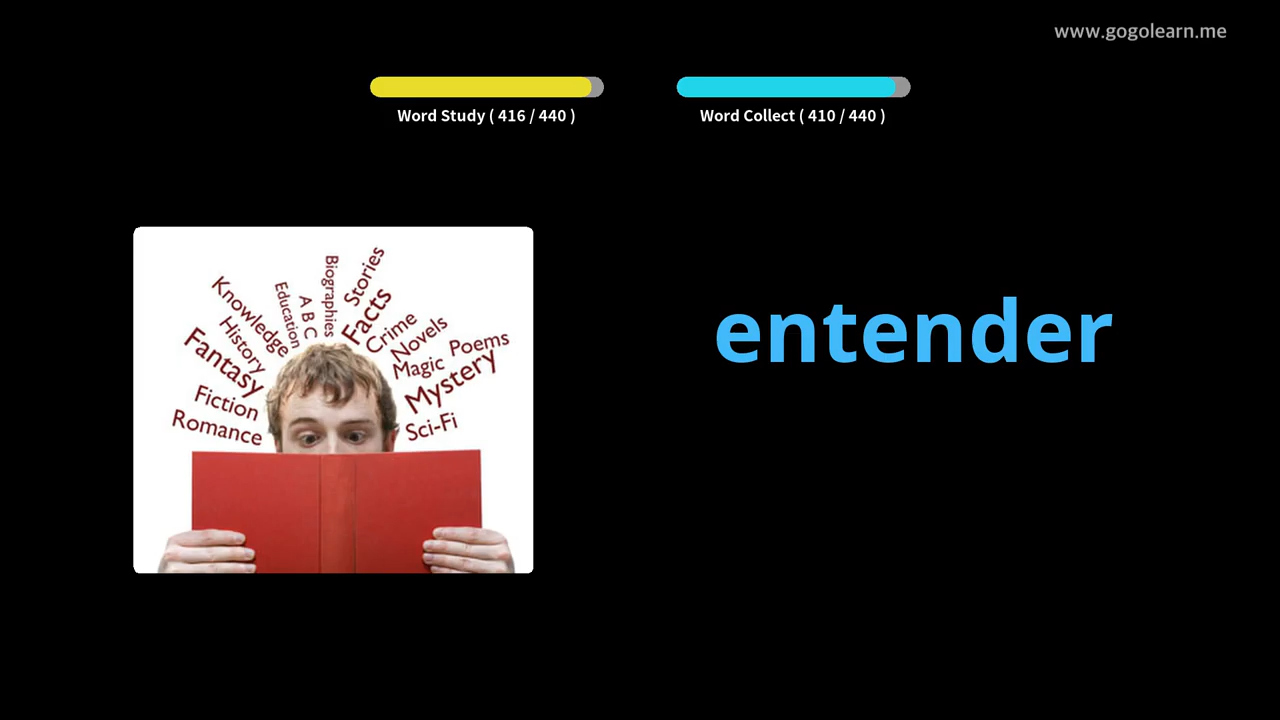 www.gogolearn.me
Word Study ( 416 / 440 )
Word Collect ( 410 / 440 )
Knowledge
Education
A B C
Biographies
Stories
Facts
Crime
Novels
Poems
History
Fantasy
Magic
Mystery
Fiction
Romance
Sci-Fi
entender